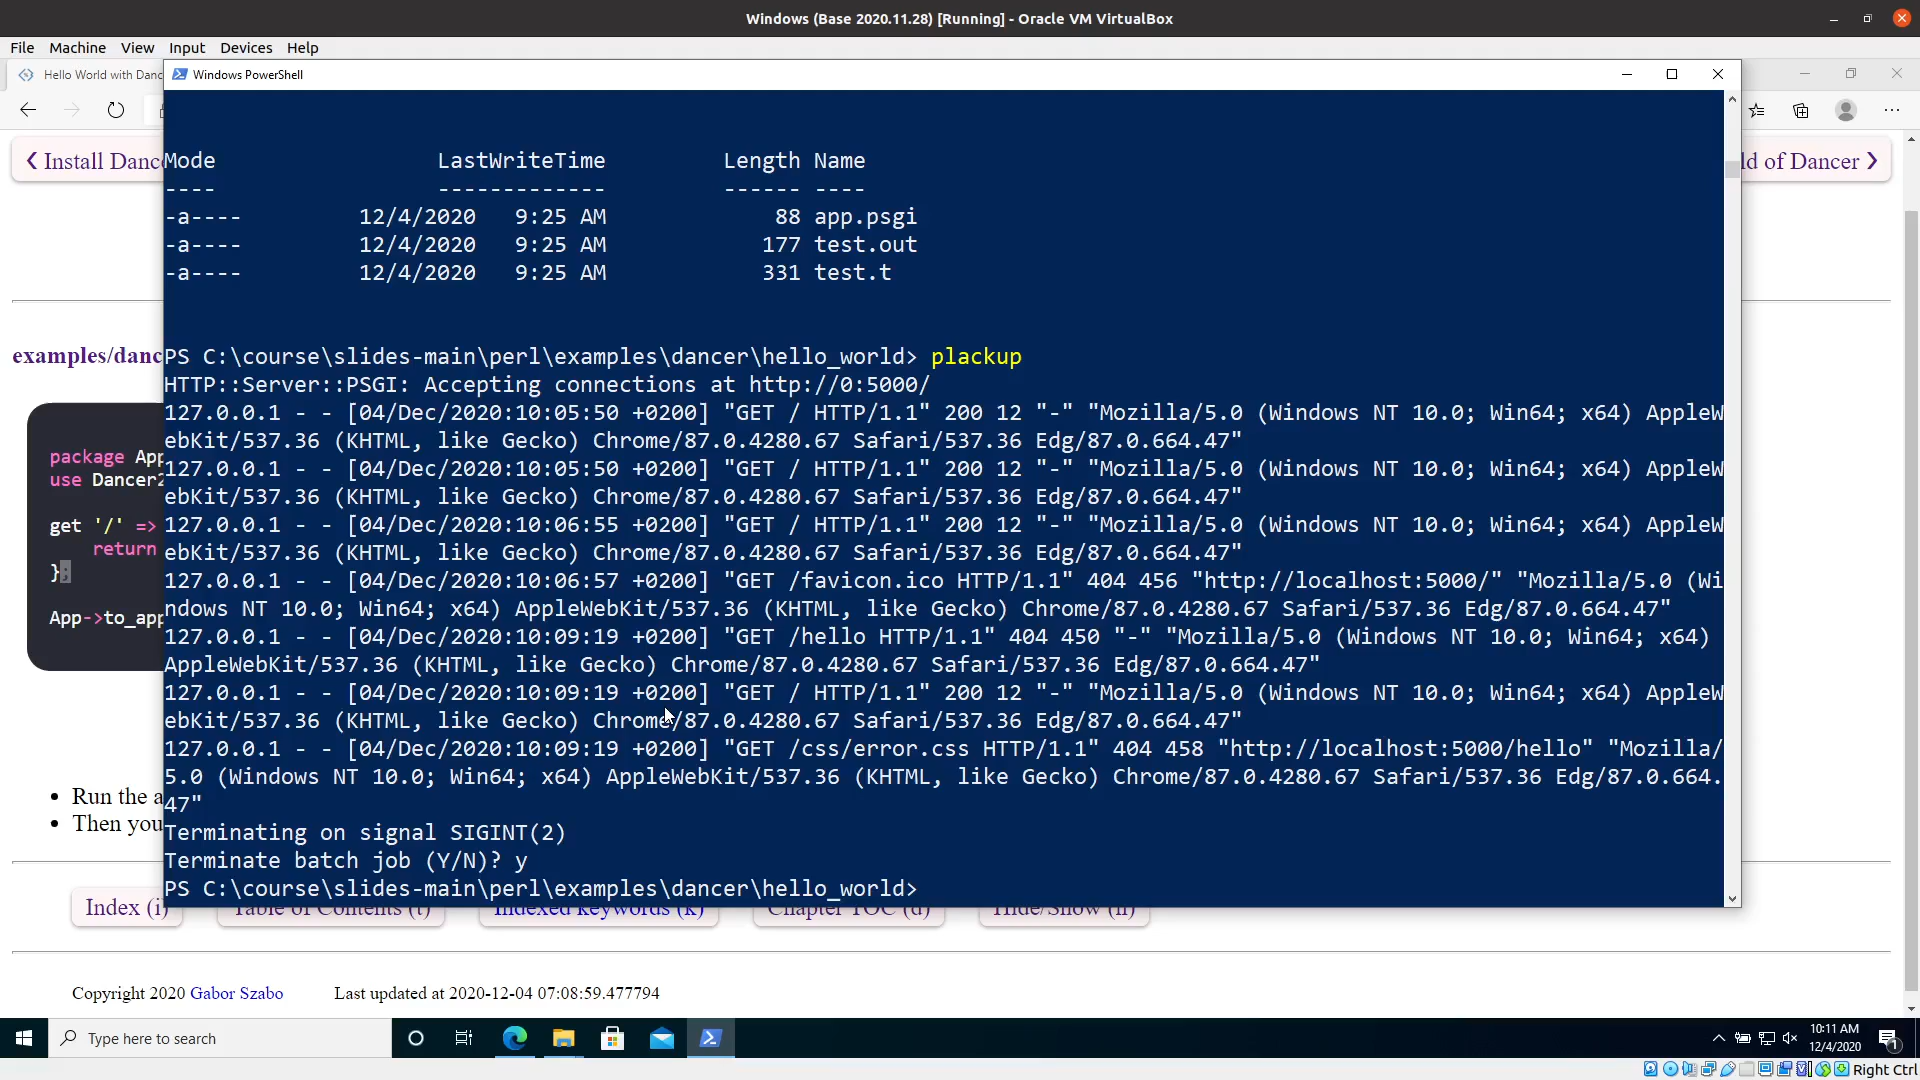 Windows (Base 2020.11.28) [Running] - Oracle VM VirtualBox
File Machine View Input Devices Help
Hello World with Danc
Windows PowerShell
❮ Install Danc
ld of Dancer ❯
Mode LastWriteTime Length Name
---- ------------- ------ ----
-a---- 12/4/2020 9:25 AM 88 app.psgi
-a---- 12/4/2020 9:25 AM 177 test.out
-a---- 12/4/2020 9:25 AM 331 test.t
PS C:\course\slides-main\perl\examples\dancer\hello_world> plackup
HTTP::Server::PSGI: Accepting connections at http://0:5000/
127.0.0.1 - - [04/Dec/2020:10:05:50 +0200] "GET / HTTP/1.1" 200 12 "-" "Mozilla/5.0 (Windows NT 10.0; Win64; x64) AppleW
ebKit/537.36 (KHTML, like Gecko) Chrome/87.0.4280.67 Safari/537.36 Edg/87.0.664.47"
127.0.0.1 - - [04/Dec/2020:10:05:50 +0200] "GET / HTTP/1.1" 200 12 "-" "Mozilla/5.0 (Windows NT 10.0; Win64; x64) AppleW
ebKit/537.36 (KHTML, like Gecko) Chrome/87.0.4280.67 Safari/537.36 Edg/87.0.664.47"
127.0.0.1 - - [04/Dec/2020:10:06:55 +0200] "GET / HTTP/1.1" 200 12 "-" "Mozilla/5.0 (Windows NT 10.0; Win64; x64) AppleW
ebKit/537.36 (KHTML, like Gecko) Chrome/87.0.4280.67 Safari/537.36 Edg/87.0.664.47"
127.0.0.1 - - [04/Dec/2020:10:06:57 +0200] "GET /favicon.ico HTTP/1.1" 404 456 "http://localhost:5000/" "Mozilla/5.0 (Wi
ndows NT 10.0; Win64; x64) AppleWebKit/537.36 (KHTML, like Gecko) Chrome/87.0.4280.67 Safari/537.36 Edg/87.0.664.47"
127.0.0.1 - - [04/Dec/2020:10:09:19 +0200] "GET /hello HTTP/1.1" 404 450 "-" "Mozilla/5.0 (Windows NT 10.0; Win64; x64)
AppleWebKit/537.36 (KHTML, like Gecko) Chrome/87.0.4280.67 Safari/537.36 Edg/87.0.664.47"
127.0.0.1 - - [04/Dec/2020:10:09:19 +0200] "GET / HTTP/1.1" 200 12 "-" "Mozilla/5.0 (Windows NT 10.0; Win64; x64) AppleW
ebKit/537.36 (KHTML, like Gecko) Chrome/87.0.4280.67 Safari/537.36 Edg/87.0.664.47"
127.0.0.1 - - [04/Dec/2020:10:09:19 +0200] "GET /css/error.css HTTP/1.1" 404 458 "http://localhost:5000/hello" "Mozilla/
5.0 (Windows NT 10.0; Win64; x64) AppleWebKit/537.36 (KHTML, like Gecko) Chrome/87.0.4280.67 Safari/537.36 Edg/87.0.664.
47"
Terminating on signal SIGINT(2)
Terminate batch job (Y/N)? y
PS C:\course\slides-main\perl\examples\dancer\hello_world>
examples/danc
package App
use Dancer2
get '/' =>
return
};
App->to_app
• Run the a
• Then you
Index (i) Table of Contents (t) Indexed keywords (k) Chapter TOC (d) Hide/Show (h)
Copyright 2020 Gabor Szabo Last updated at 2020-12-04 07:08:59.477794
Type here to search
10:11 AM
12/4/2020
1
Right Ctrl